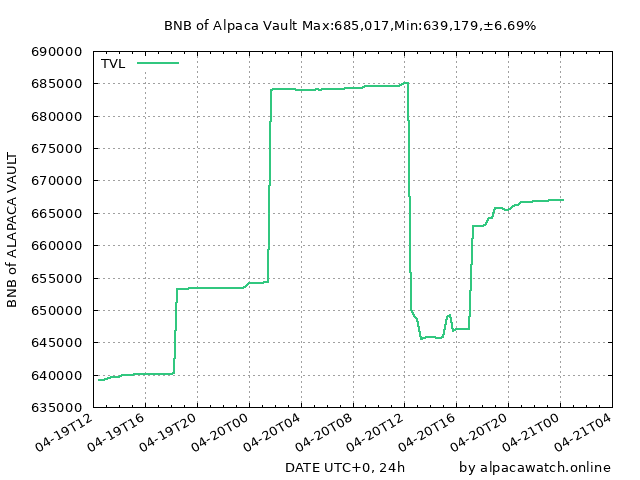 BNB of Alpaca Vault Max:685,017,Min:639,179,±6.69%
TVL
BNB of ALAPACA VAULT
690000
685000
680000
675000
670000
665000
660000
655000
650000
645000
640000
635000
04-19T12
04-19T16
04-19T20
04-20T00
04-20T04
04-20T08
04-20T12
04-20T16
04-20T20
04-21T00
04-21T04
DATE UTC+0, 24h
by alpacawatch.online